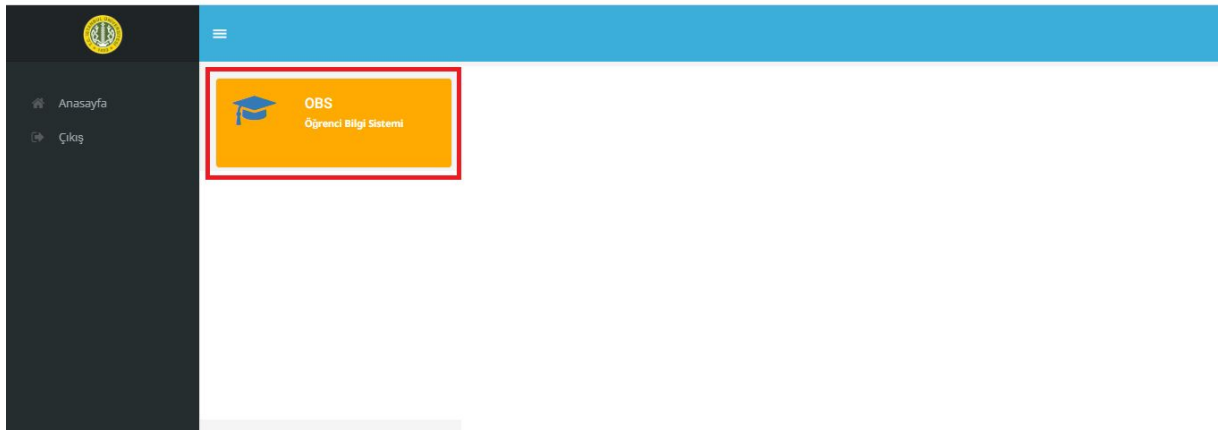 Anasayfa
Çıkış
OBS
Öğrenci Bilgi Sistemi